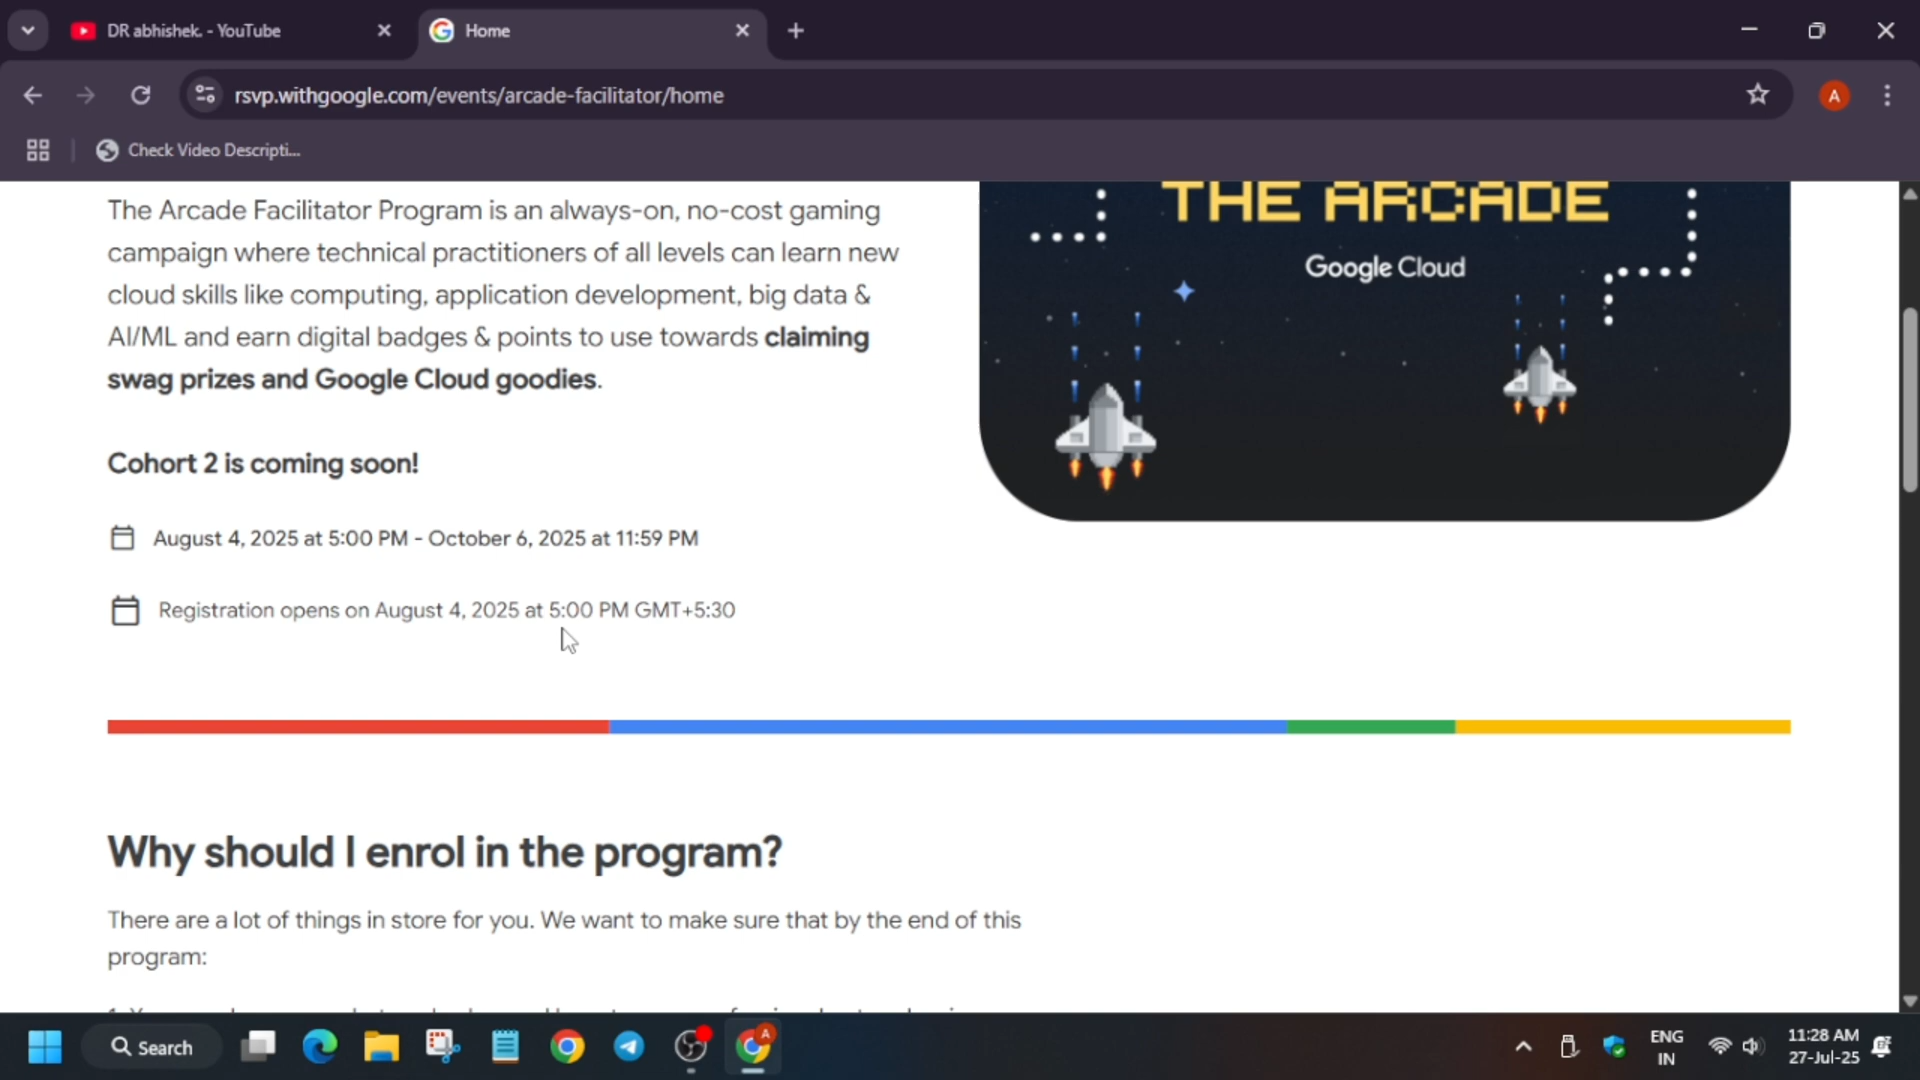 DR abhishek. - YouTube
Home
rsvp.withgoogle.com/events/arcade-facilitator/home
A
Check Video Descripti...
The Arcade Facilitator Program is an always-on, no-cost gaming
campaign where technical practitioners of all levels can learn new
cloud skills like computing, application development, big data &
AI/ML and earn digital badges & points to use towards claiming
swag prizes and Google Cloud goodies.
THE ARCADE
Google Cloud
Cohort 2 is coming soon!
August 4, 2025 at 5:00 PM - October 6, 2025 at 11:59 PM
Registration opens on August 4, 2025 at 5:00 PM GMT+5:30
Why should I enrol in the program?
There are a lot of things in store for you. We want to make sure that by the end of this
program:
Search
A
ENG
IN
11:28 AM
27-Jul-25